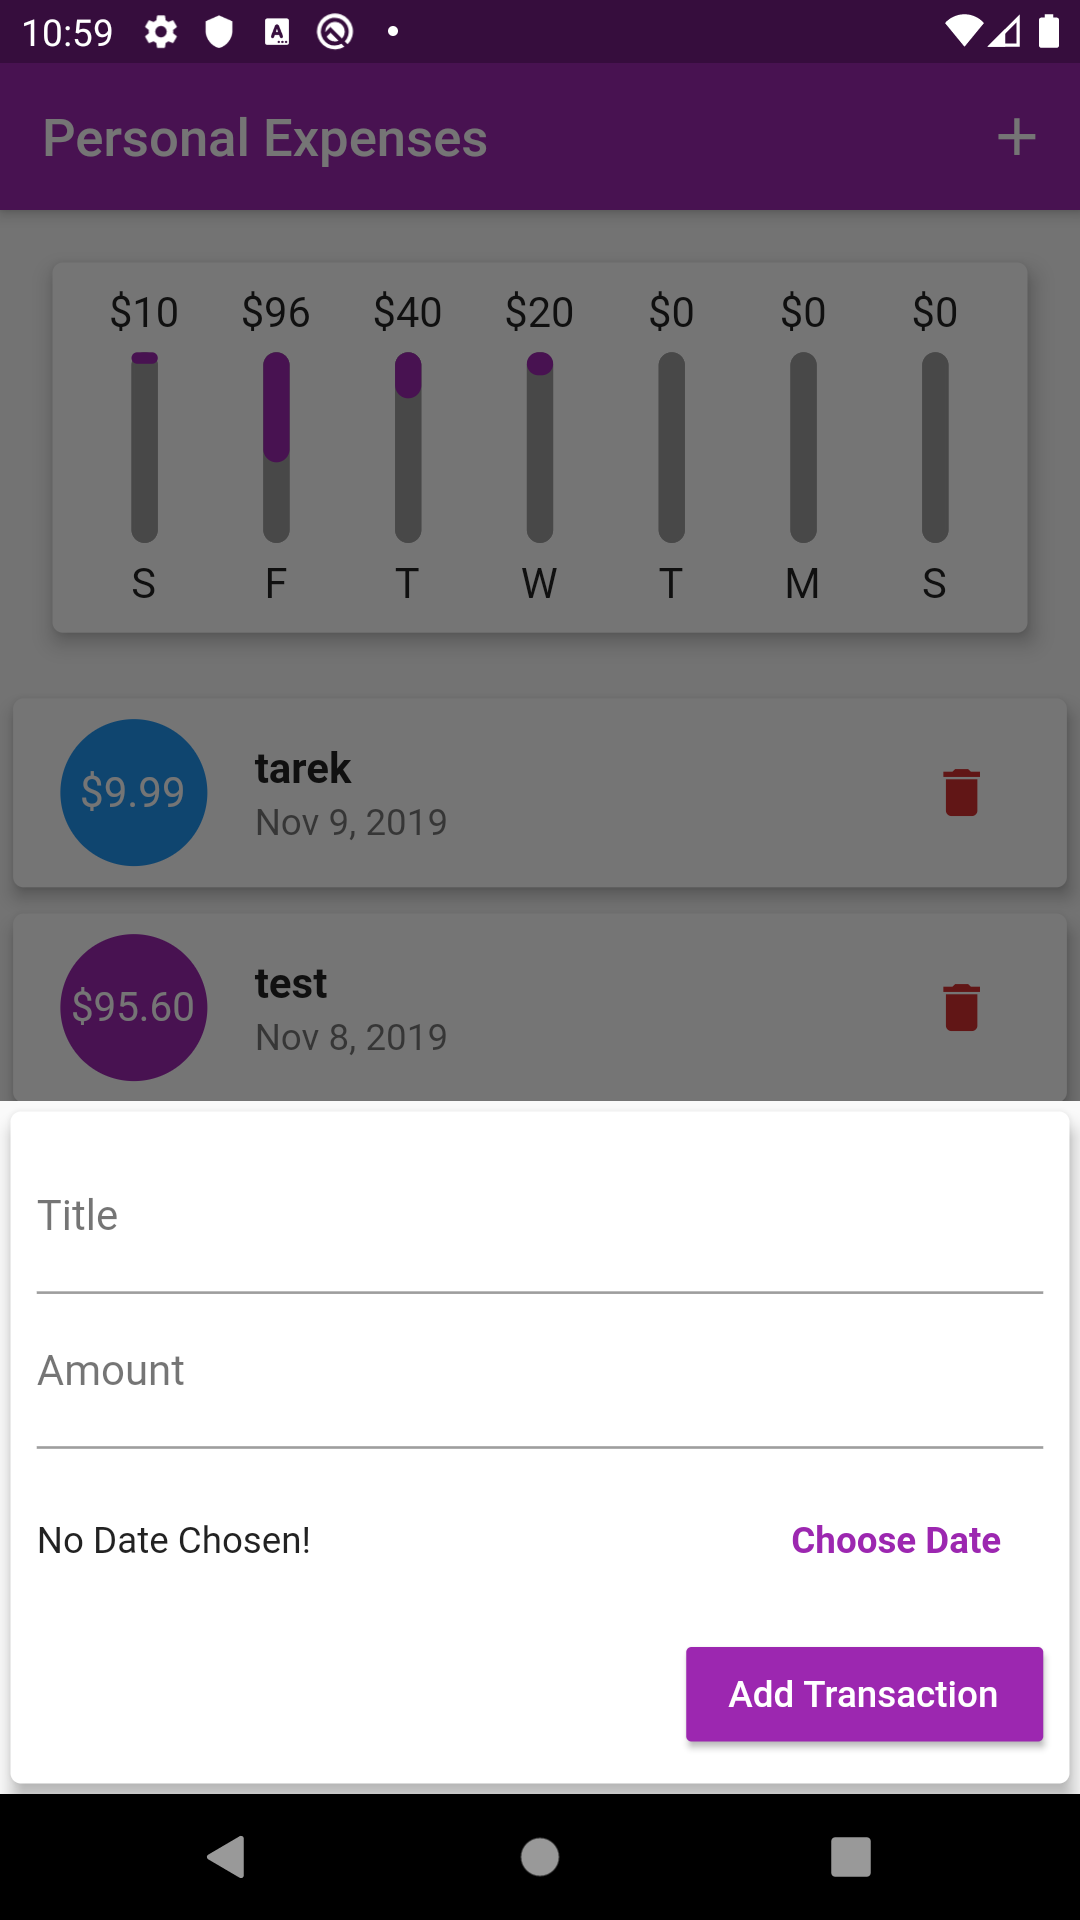 10:59
Personal Expenses
$10 $96 $40 $20 $0 $0 $0
S F T W T M S
$9.99
tarek
Nov 9, 2019
$95.60
test
Nov 8, 2019
Title
Amount
No Date Chosen! Choose Date
Add Transaction